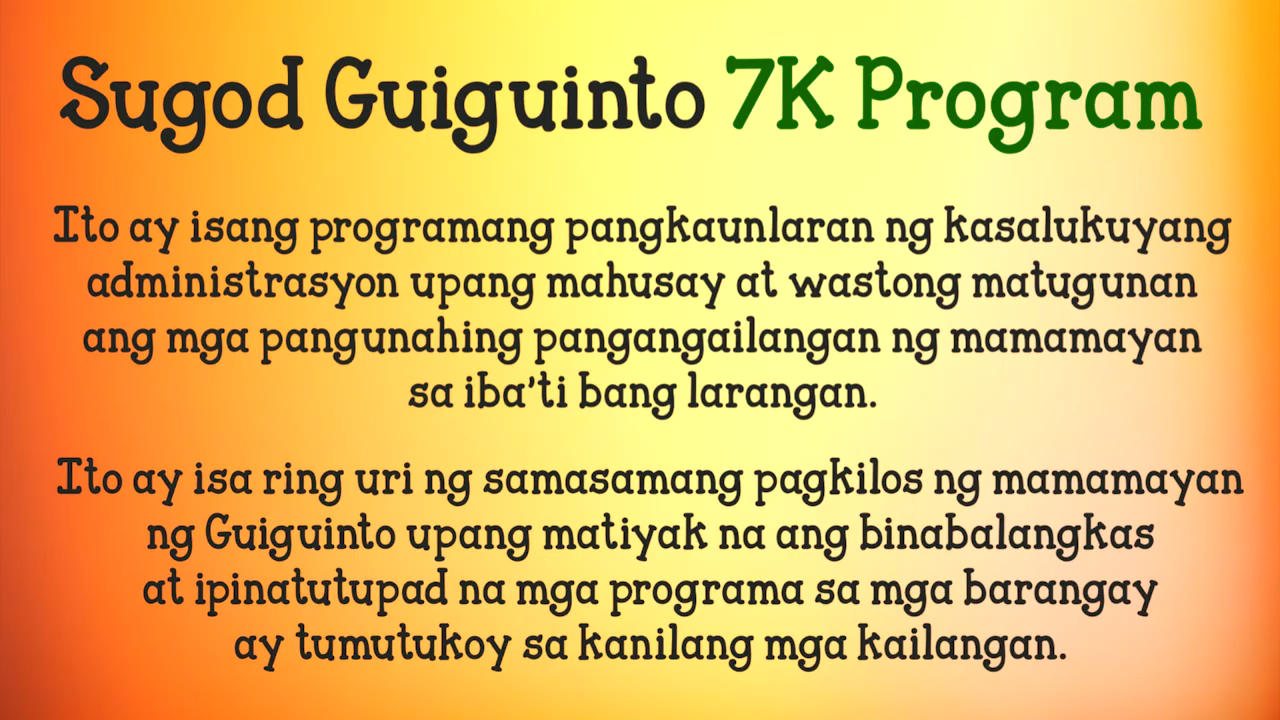 Sugod Guiguinto 7K Program
Ito ay isang programang pangkaunlaran ng kasalukuyang
administrasyon upang mahusay at wastong matugunan
ang mga pangunahing pangangailangan ng mamamayan
sa iba'ti bang larangan.
Ito ay isa ring uri ng samasamang pagkilos ng mamamayan
ng Guiguinto upang matiyak na ang binabalangkas
at ipinatutupad na mga programa sa mga barangay
ay tumutukoy sa kanilang mga kailangan.